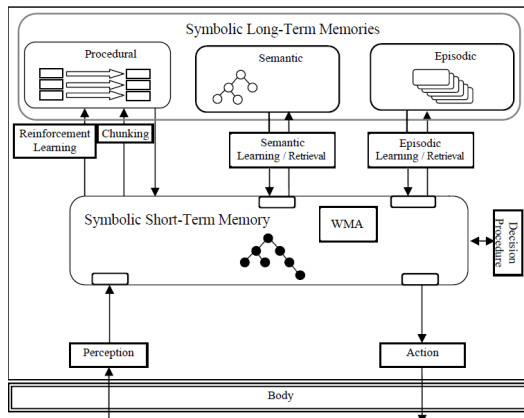 Symbolic Long-Term Memories
Procedural
Semantic
Episodic
Reinforcement
Learning
Chunking
Semantic
Learning / Retrieval
Episodic
Learning / Retrieval
Symbolic Short-Term Memory
WMA
Decision
Procedure
Perception
Action
Body